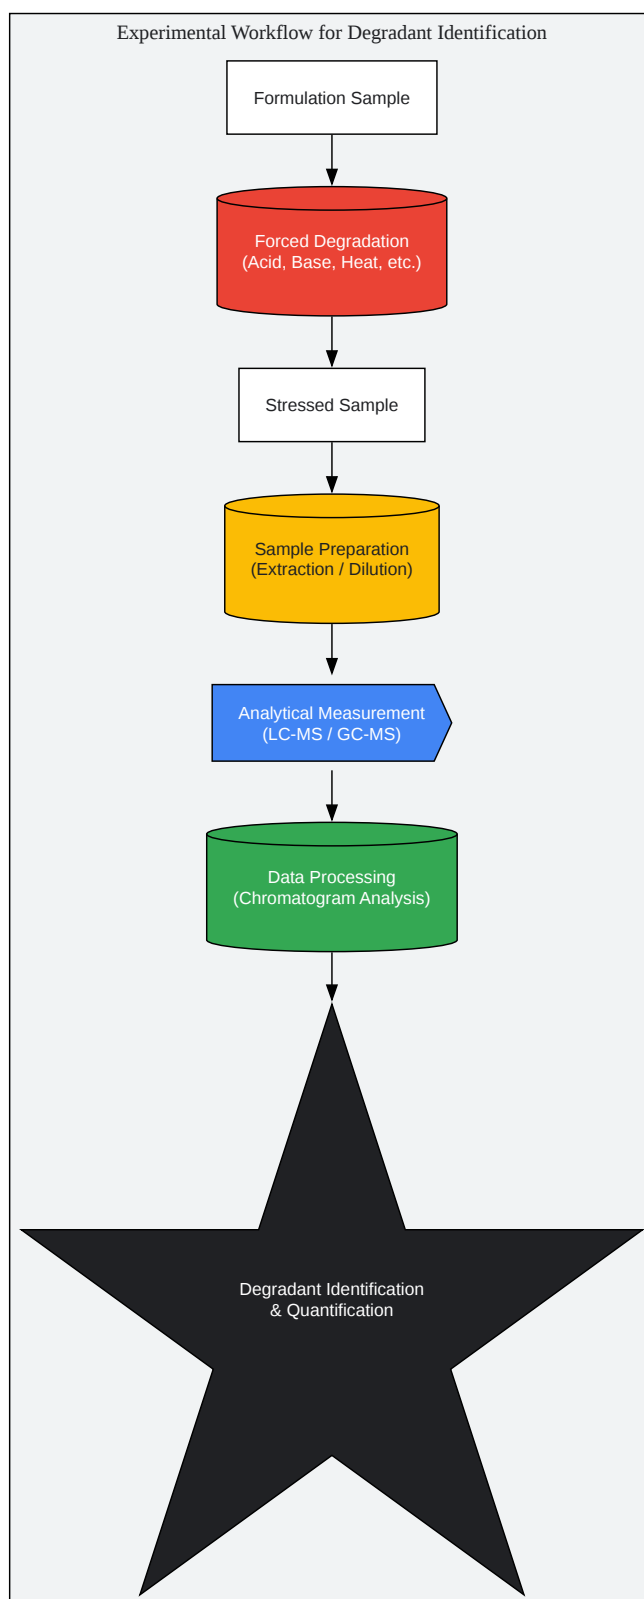 Experimental Workflow for Degradant Identification
Formulation Sample
Forced Degradation
(Acid, Base, Heat, etc.)
Stressed Sample
Sample Preparation
(Extraction / Dilution)
Analytical Measurement
(LC-MS / GC-MS)
Data Processing
(Chromatogram Analysis)
Degradant Identification
& Quantification